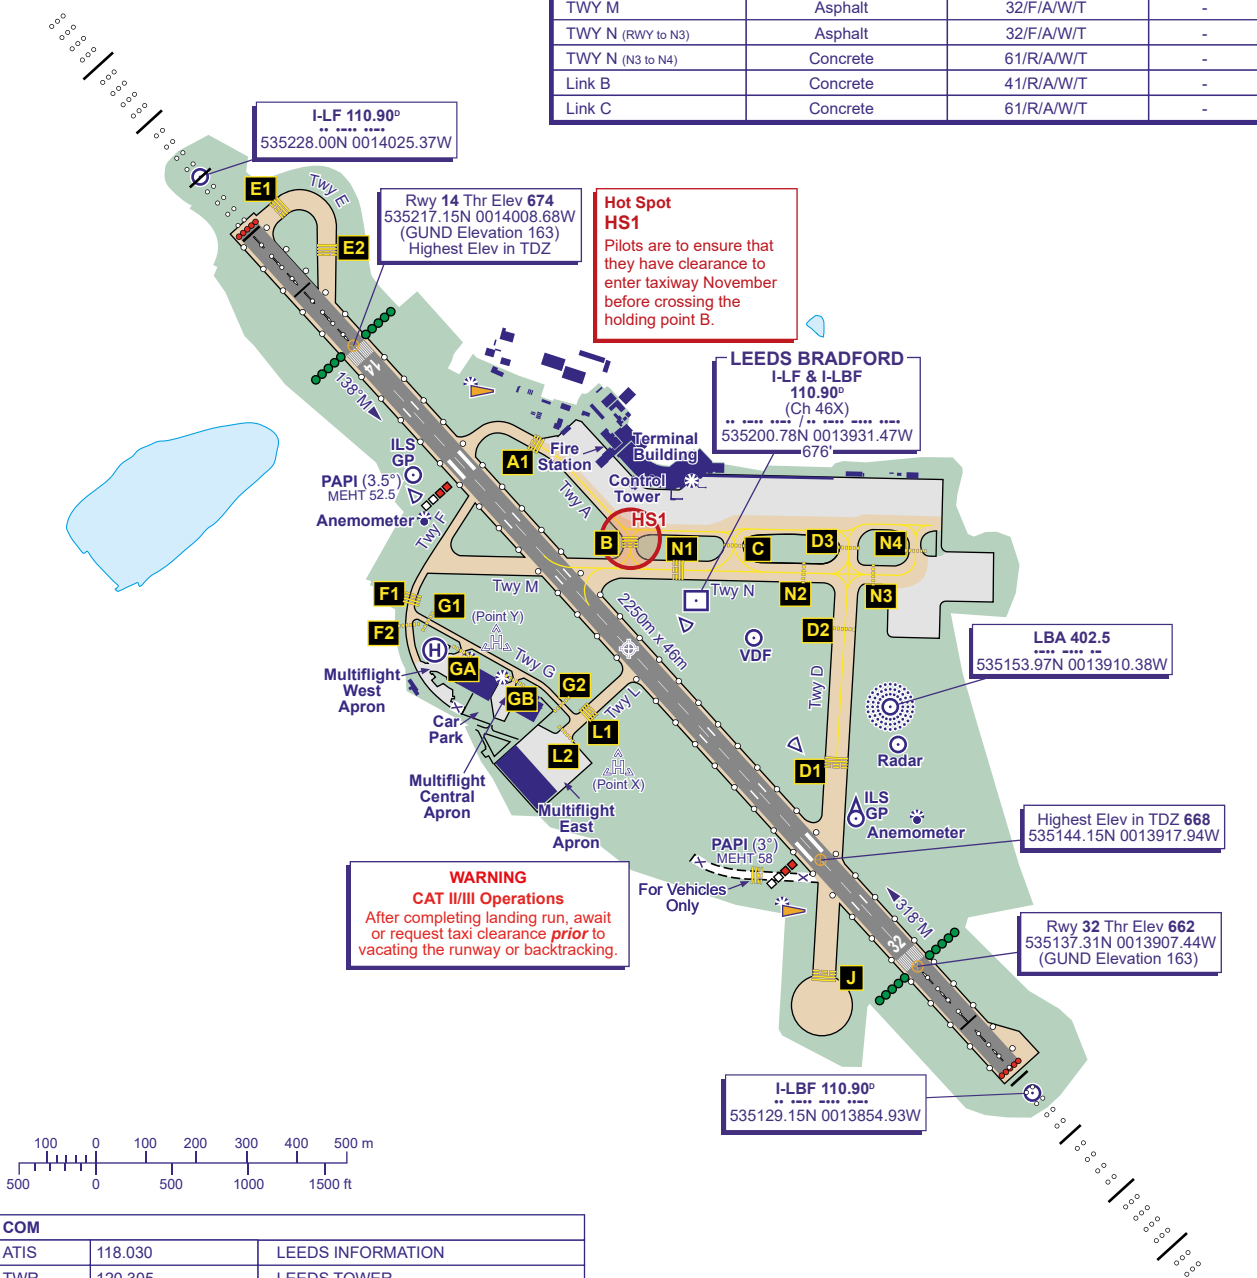 TWY M Asphalt 32/F/A/W/T -
TWY N (RWY to N3) Asphalt 32/F/A/W/T -
TWY N (N3 to N4) Concrete 61/R/A/W/T -
Link B Concrete 41/R/A/W/T -
Link C Concrete 61/R/A/W/T -
I-LF 110.90D
535228.00N 0014025.37W
E1
Twy E
E2
Rwy 14 Thr Elev 674
535217.15N 0014008.68W
(GUND Elevation 163)
Highest Elev in TDZ
Hot Spot
HS1
Pilots are to ensure that
they have clearance to
enter taxiway November
before crossing the
holding point B.
14
138°M
LEEDS BRADFORD
I-LF & I-LBF
110.90D
(Ch 46X)
535200.78N 0013931.47W
676'
ILS
GP
PAPI (3.5°)
MEHT 52.5
Anemometer
Twy F
A1
Twy A
Fire
Station
Terminal
Building
Control
Tower
HS1
B
N1
C
D3
N4
Twy M
Twy N
N2
N3
2250m x 46m
F1
G1
F2
(Point Y)
H
H
GA
Twy G
GB
G2
Twy L
L1
L2
H
(Point X)
Multiflight
West
Apron
Car
Park
Multiflight
Central
Apron
Multiflight
East
Apron
VDF
D2
Twy D
D1
LBA 402.5
535153.97N 0013910.38W
Radar
ILS
GP
Anemometer
Highest Elev in TDZ 668
535144.15N 0013917.94W
PAPI (3°)
MEHT 58
X
X
X
For Vehicles
Only
WARNING
CAT II/III Operations
After completing landing run, await
or request taxi clearance prior to
vacating the runway or backtracking.
318°M
32
Rwy 32 Thr Elev 662
535137.31N 0013907.44W
(GUND Elevation 163)
J
I-LBF 110.90D
535129.15N 0013854.93W
100 0 100 200 300 400 500 m
500 0 500 1000 1500 ft
COM
ATIS 118.030 LEEDS INFORMATION
TWR 120.305 LEEDS TOWER